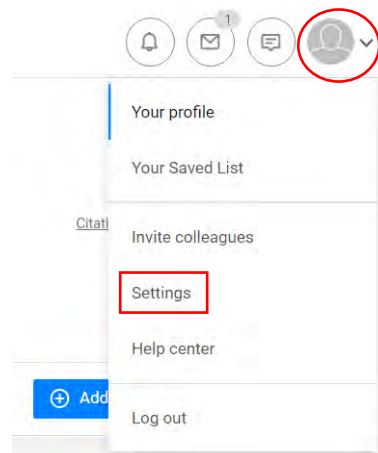 1
Your profile
Your Saved List
Citati
Invite colleagues
Settings
Help center
Add
Log out